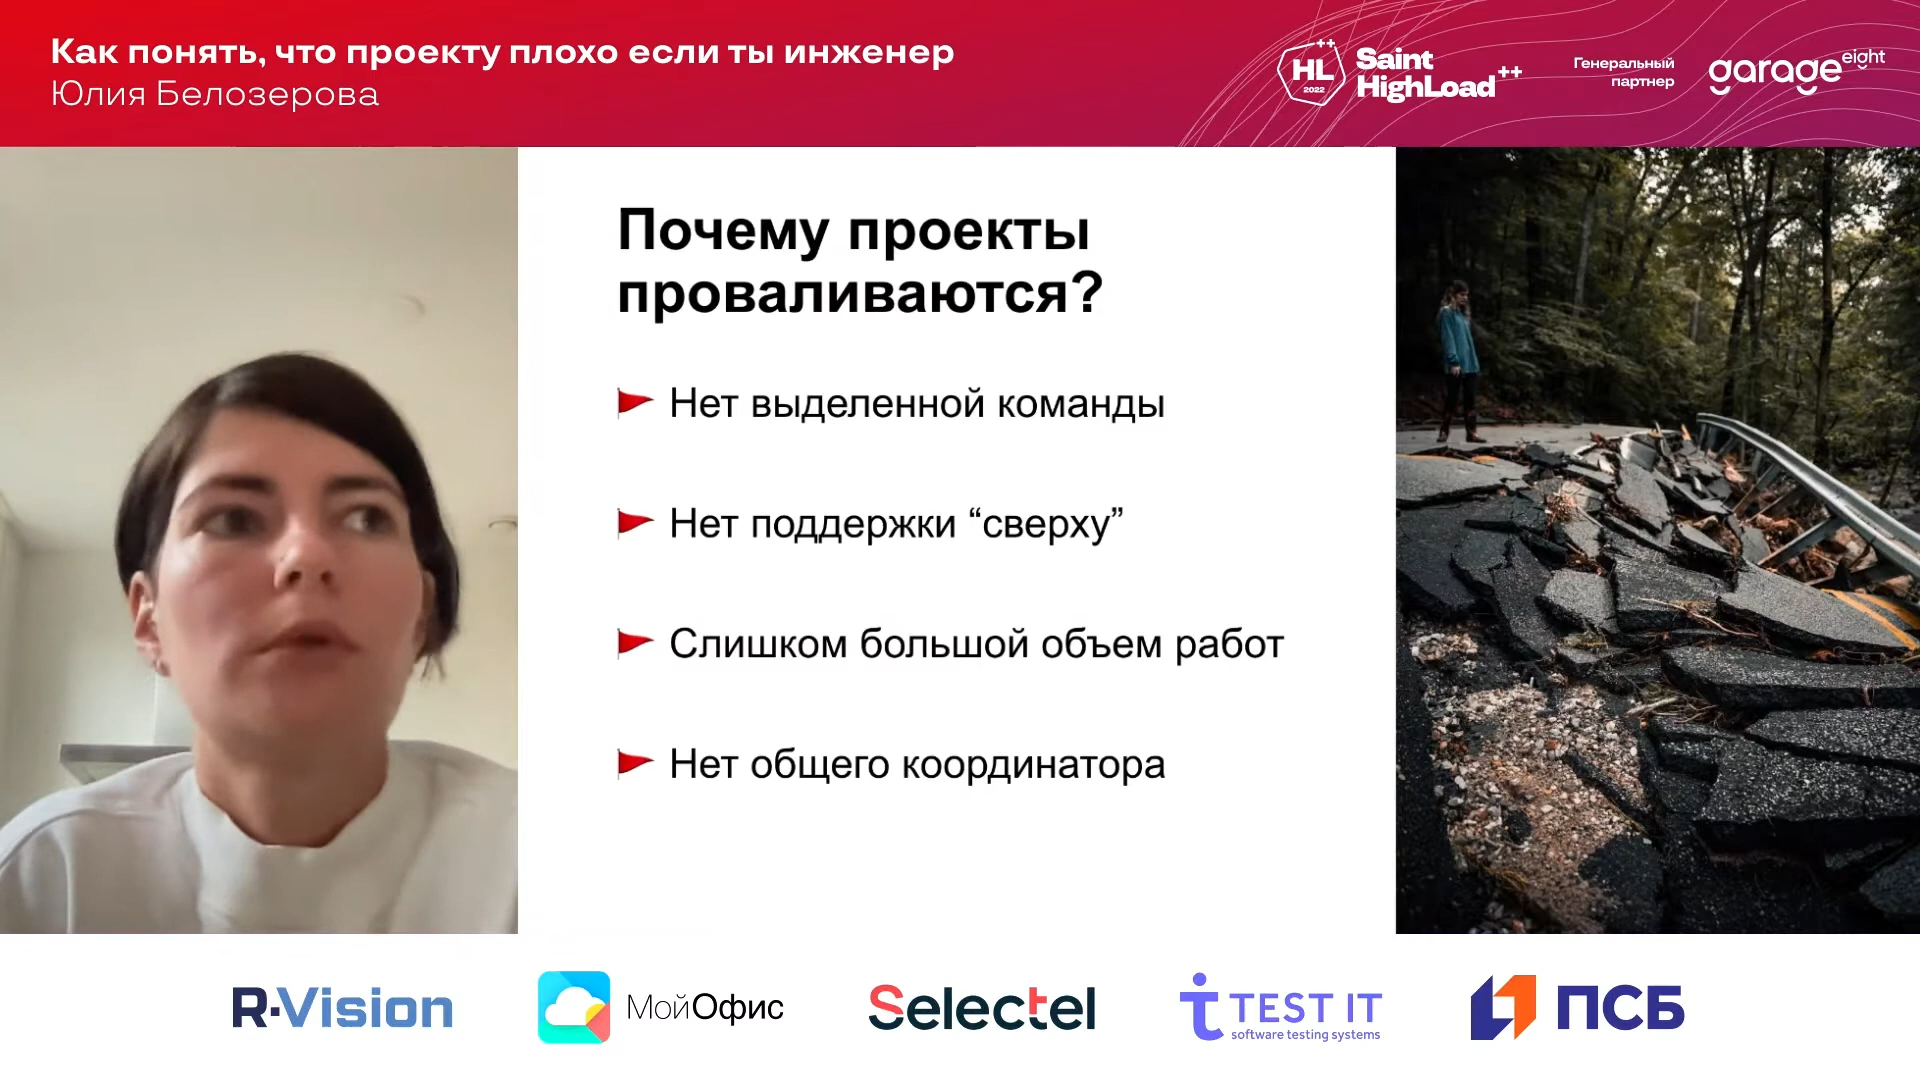 Как понять, что проекту плохо если ты инженер
Юлия Белозерова
HL++
2022
Saint
HighLoad++
Генеральный
партнер
garage eight
Почему проекты
проваливаются?
Нет выделенной команды
Нет поддержки “сверху”
Слишком большой объем работ
Нет общего координатора
R·Vision
МойОфис
Selectel
TEST IT
software testing systems
ПСБ